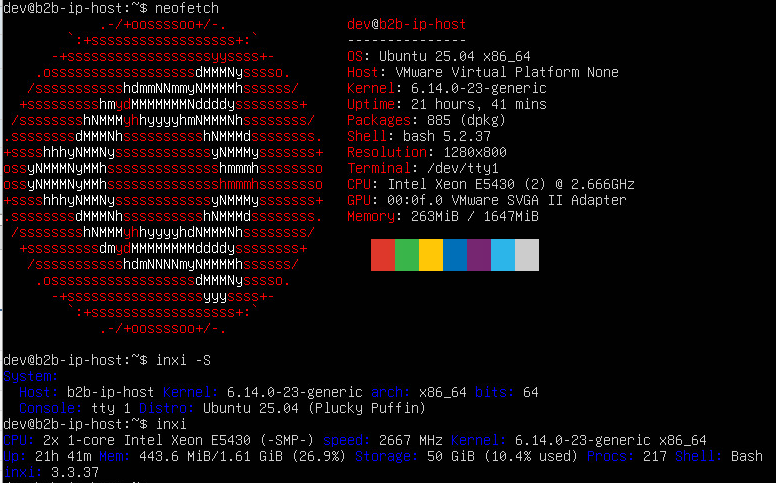 dev@b2b-ip-host:~$ neofetch
.-/+oossssoo+/-.
`:+ssssssssssssssssss+:`
-+ssssssssssssssssssyyssss+-
.ossssssssssssssssssdMMMNysssso.
/ssssssssssshdmmNNmmyNMMMMhssssss/
+ssssssssshmydMMMMMMMNddddyssssssss+
/sssssssshNMMMyhhyyyyhmNMMMNhssssssss/
.ssssssssdMMMNhsssssssssshNMMMdssssssss.
+sssshhhyNMMNyssssssssssssyNMMMysssssss+
ossyNMMMNyMMhsssssssssssssshmmmhssssssso
ossyNMMMNyMMhsssssssssssssshmmmhssssssso
+sssshhhyNMMNyssssssssssssyNMMMysssssss+
.ssssssssdMMMNhsssssssssshNMMMdssssssss.
/sssssssshNMMMyhhyyyyhdNMMMNhssssssss/
+sssssssssdmydMMMMMMMMddddyssssssss+
/ssssssssssshdmNNNNmyNMMMMhssssss/
.ossssssssssssssssssdMMMNysssso.
-+sssssssssssssssssyyyssss+-
`:+ssssssssssssssssss+:`
.-/+oossssoo+/-.
dev@b2b-ip-host
---------------
OS: Ubuntu 25.04 x86_64
Host: VMware Virtual Platform None
Kernel: 6.14.0-23-generic
Uptime: 21 hours, 41 mins
Packages: 885 (dpkg)
Shell: bash 5.2.37
Resolution: 1280x800
Terminal: /dev/tty1
CPU: Intel Xeon E5430 (2) @ 2.666GHz
GPU: 00:0f.0 VMware SVGA II Adapter
Memory: 263MiB / 1647MiB
dev@b2b-ip-host:~$ inxi -S
System:
Host: b2b-ip-host Kernel: 6.14.0-23-generic arch: x86_64 bits: 64
Console: tty 1 Distro: Ubuntu 25.04 (Plucky Puffin)
dev@b2b-ip-host:~$ inxi
CPU: 2x 1-core Intel Xeon E5430 (-SMP-) speed: 2667 MHz Kernel: 6.14.0-23-generic x86_64
Up: 21h 41m Mem: 443.6 MiB/1.61 GiB (26.9%) Storage: 50 GiB (10.4% used) Procs: 217 Shell: Bash
inxi: 3.3.37